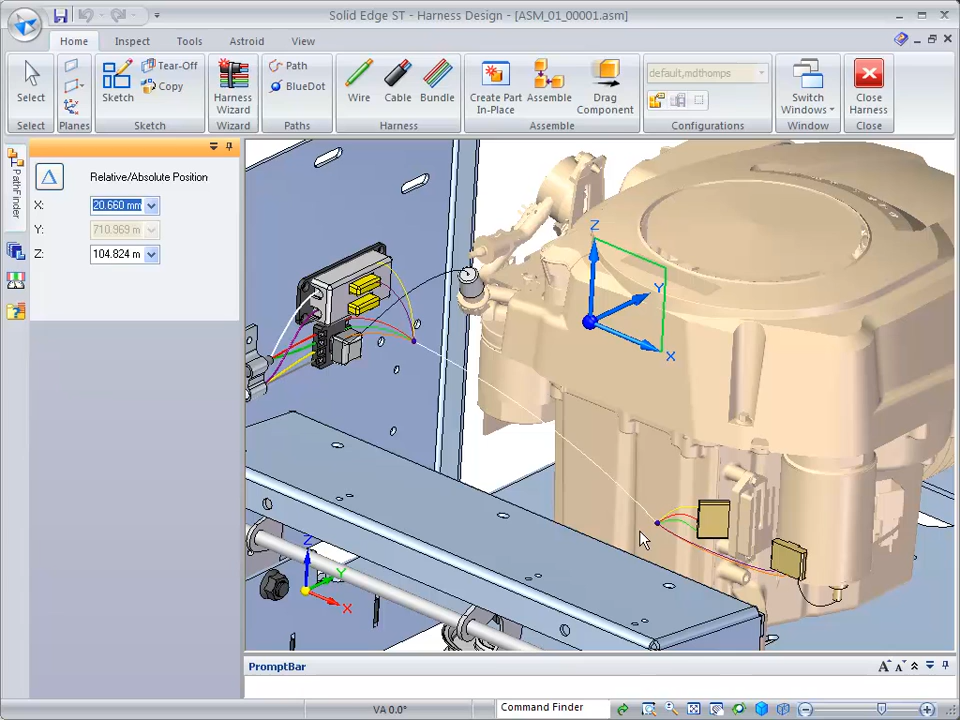 Solid Edge ST - Harness Design - [ASM_01_00001.asm]
Home
Inspect
Tools
Astroid
View
Select
Sketch
Tear-Off
Copy
Harness
Wizard
Path
BlueDot
Wire
Cable
Bundle
Create Part
In-Place
Assemble
Drag
Component
default,mdthomps
Switch
Windows
Close
Harness
Select
Planes
Sketch
Wizard
Paths
Harness
Assemble
Configurations
Window
Close
PathFinder
Relative/Absolute Position
X:
20.660 mm
Y:
710.969 m
Z:
104.824 m
Z
Y
X
Z
Y
X
PromptBar
VA 0.0°
Command Finder